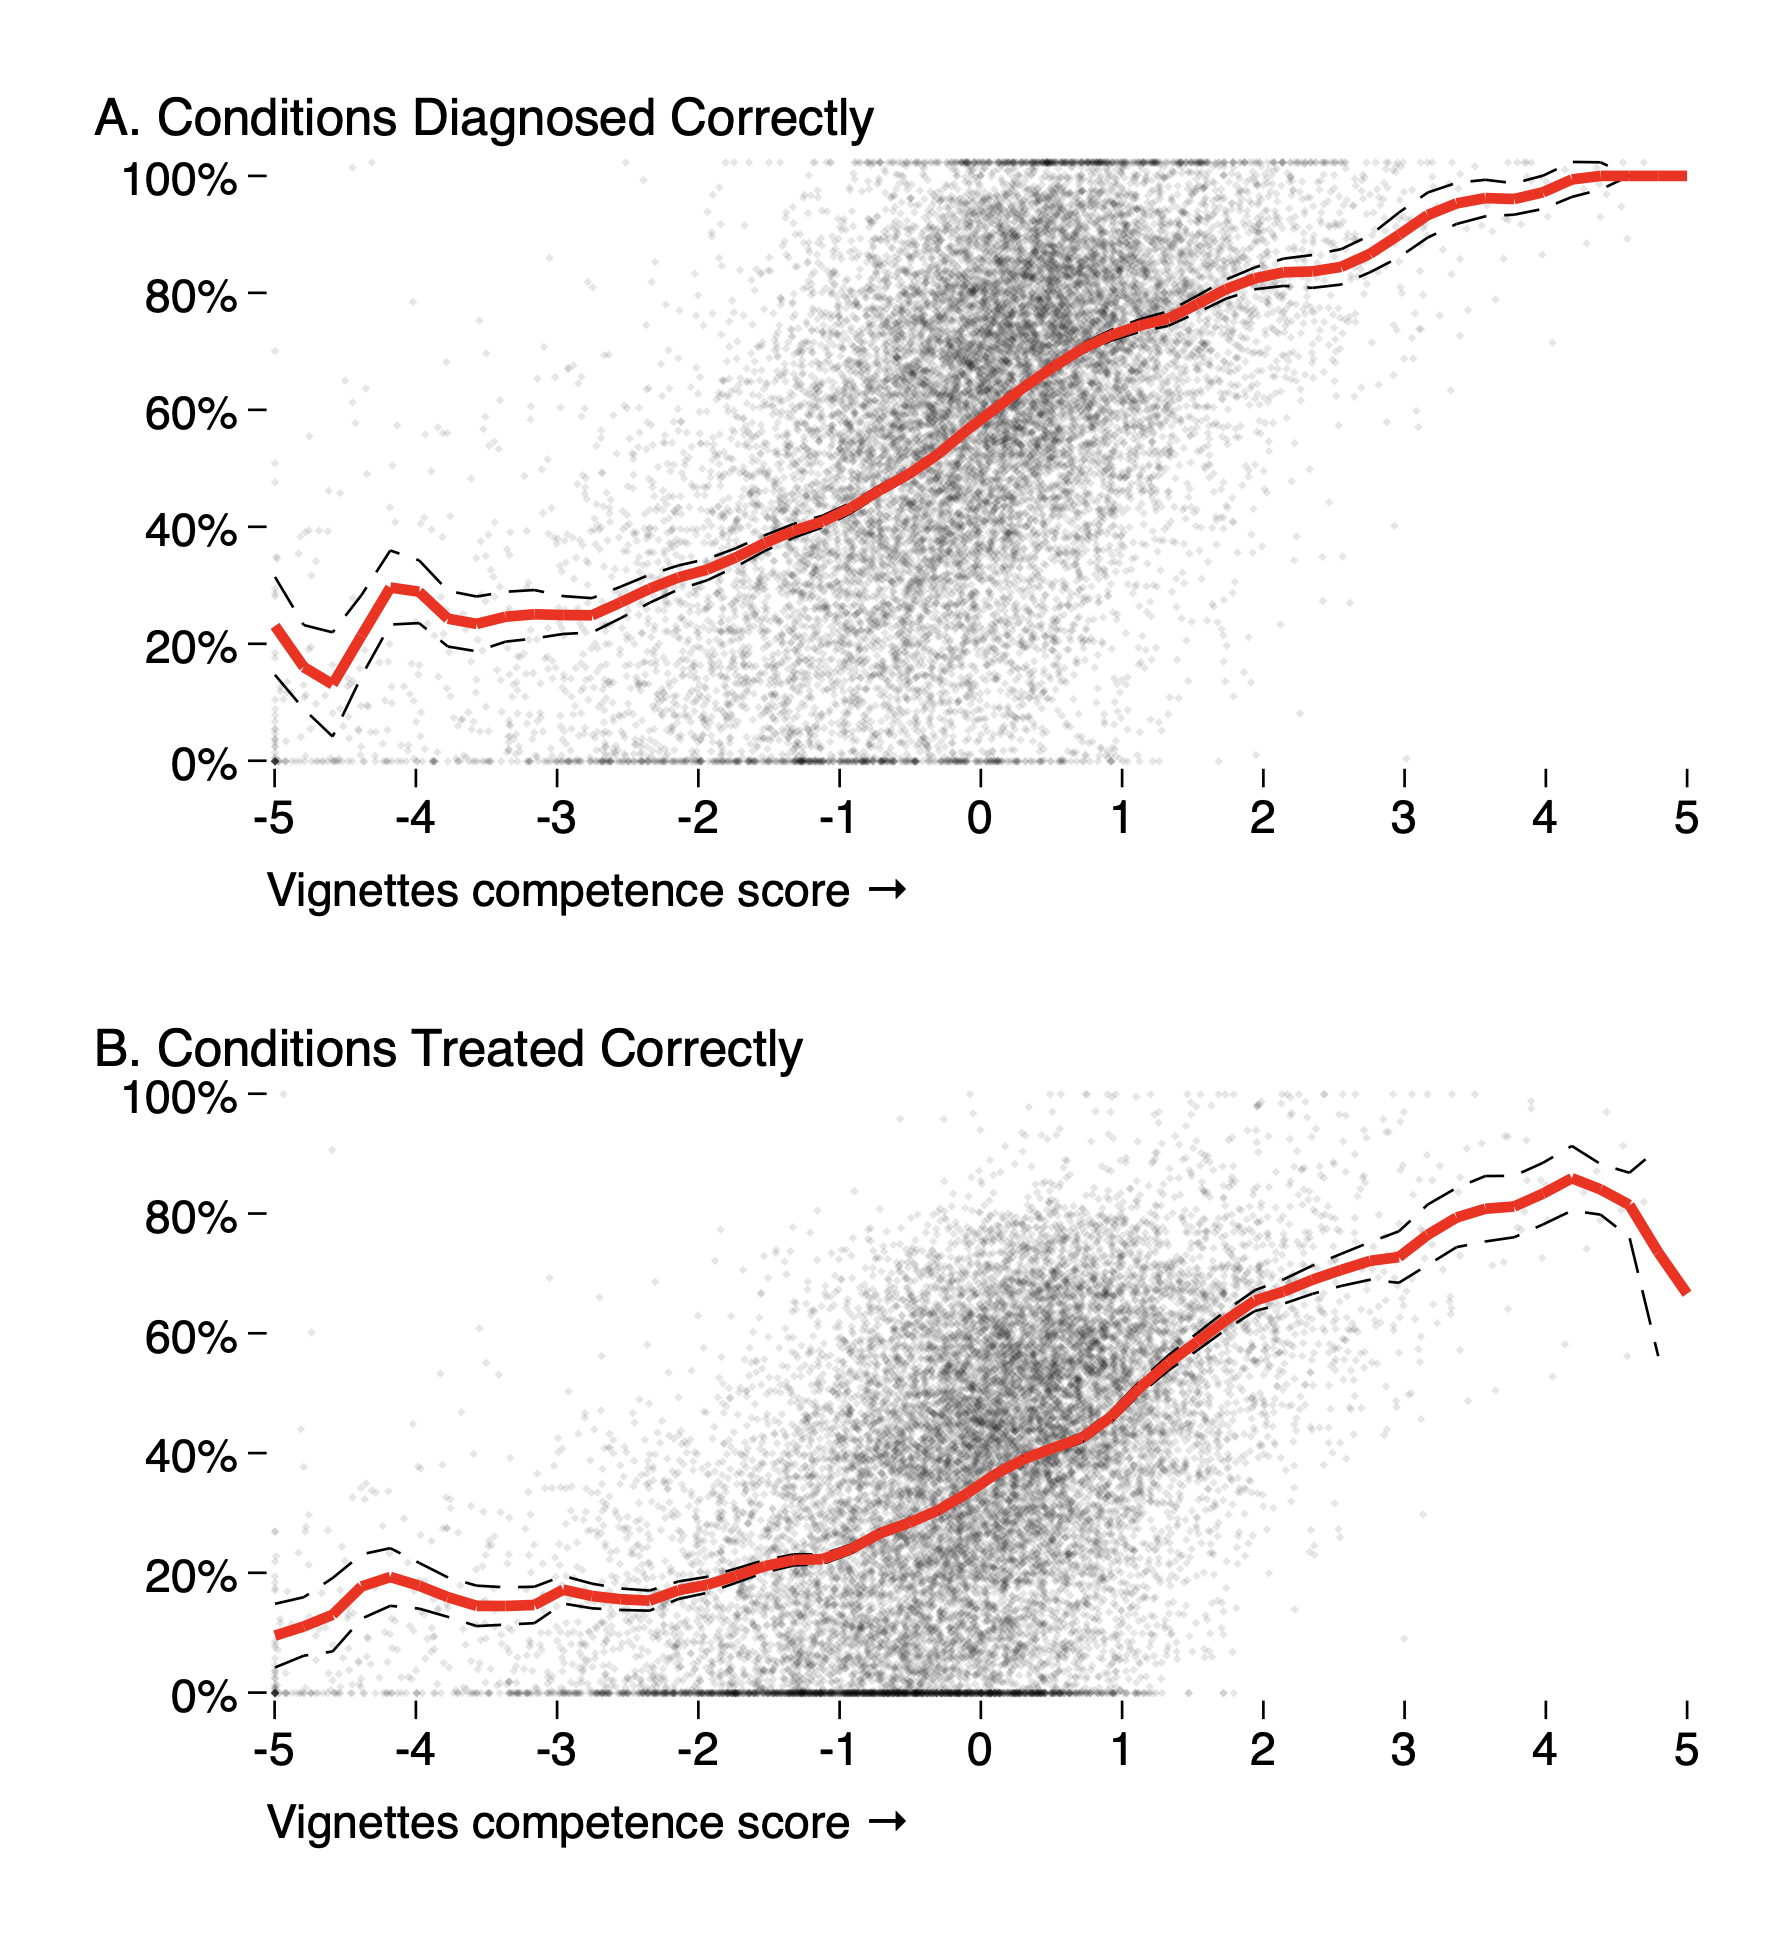 A. Conditions Diagnosed Correctly
100%
80%
60%
40%
20%
0%
-5 -4 -3 -2 -1 0 1 2 3 4 5
Vignettes competence score →
B. Conditions Treated Correctly
100%
80%
60%
40%
20%
0%
-5 -4 -3 -2 -1 0 1 2 3 4 5
Vignettes competence score →